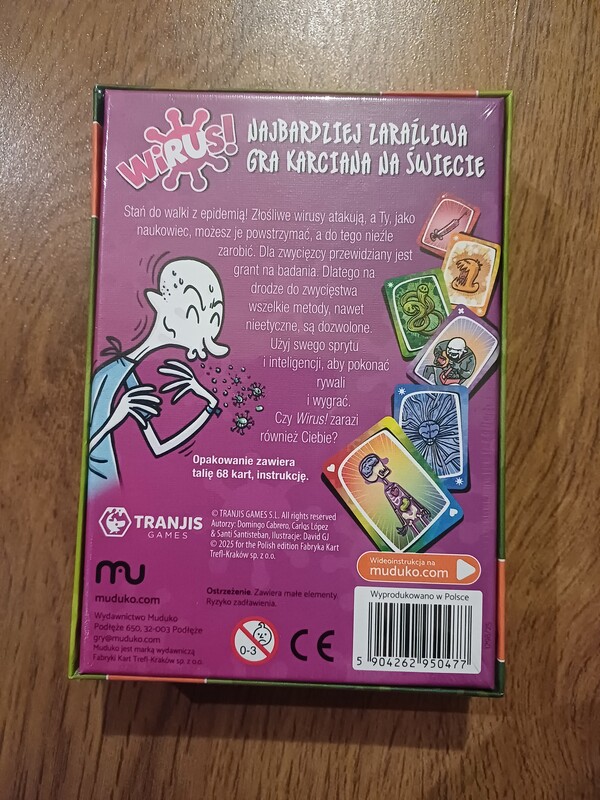 WiRUS!
NAJBARDZIEJ ZARAŹLIWA
GRA KARCIANA NA ŚWIECIE
Stań do walki z epidemią! Złośliwe wirusy atakują, a Ty, jako
naukowiec, możesz je powstrzymać, a do tego nieźle
zarobić. Dla zwycięzcy przewidziany jest
grant na badania. Dlatego na
drodze do zwycięstwa
wszelkie metody, nawet
nieetyczne, są dozwolone.
Użyj swego sprytu
i inteligencji, aby pokonać
rywali
i wygrać.
Czy Wirus! zarazi
również Ciebie?
Opakowanie zawiera
talię 68 kart, instrukcję.
TRANJIS
GAMES
© TRANJIS GAMES S.L. All rights reserved
Autorzy: Domingo Cabrero, Carlos López
& Santi Santisteban, Ilustracje: David GJ
© 2025 for the Polish edition Fabryka Kart
Trefl-Kraków sp. z o.o.
Wideoinstrukcja na
muduko.com
mu
muduko.com
Wydawnictwo Muduko
Podłęże 650, 32-003 Podłęże
gry@muduko.com
Muduko jest marką wydawniczą
Fabryki Kart Trefl-Kraków sp. z o.o.
Ostrzeżenie. Zawiera małe elementy.
Ryzyko zadławienia.
0-3
CE
Wyprodukowano w Polsce
5 904262 950477